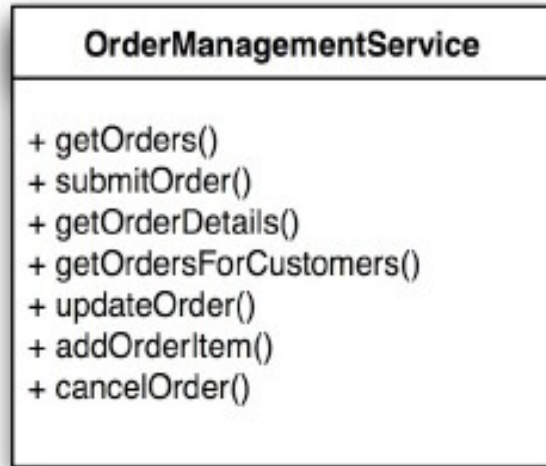 OrderManagementService
+ getOrders()
+ submitOrder()
+ getOrderDetails()
+ getOrdersForCustomers()
+ updateOrder()
+ addOrderItem()
+ cancelOrder()